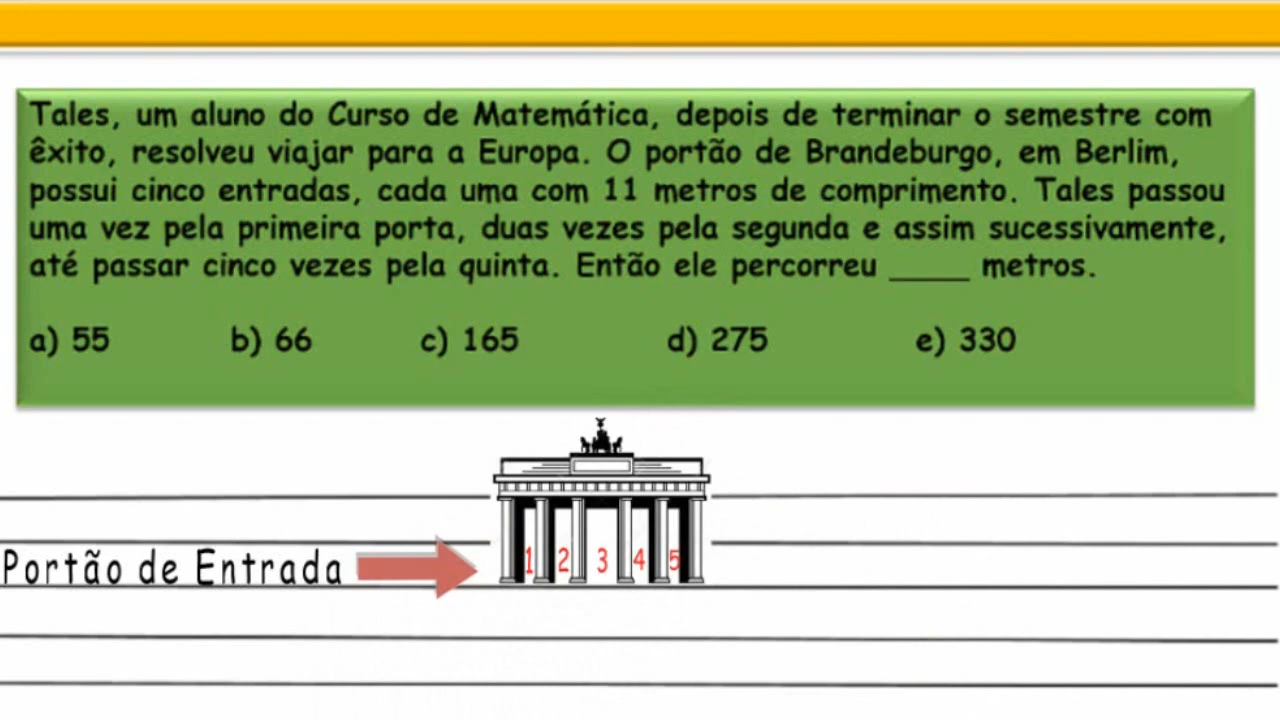 Tales, um aluno do Curso de Matemática, depois de terminar o semestre com
êxito, resolveu viajar para a Europa. O portão de Brandeburgo, em Berlim,
possui cinco entradas, cada uma com 11 metros de comprimento. Tales passou
uma vez pela primeira porta, duas vezes pela segunda e assim sucessivamente,
até passar cinco vezes pela quinta. Então ele percorreu _____ metros.
a) 55 b) 66 c) 165 d) 275 e) 330
Portão de Entrada 1 2 3 4 5